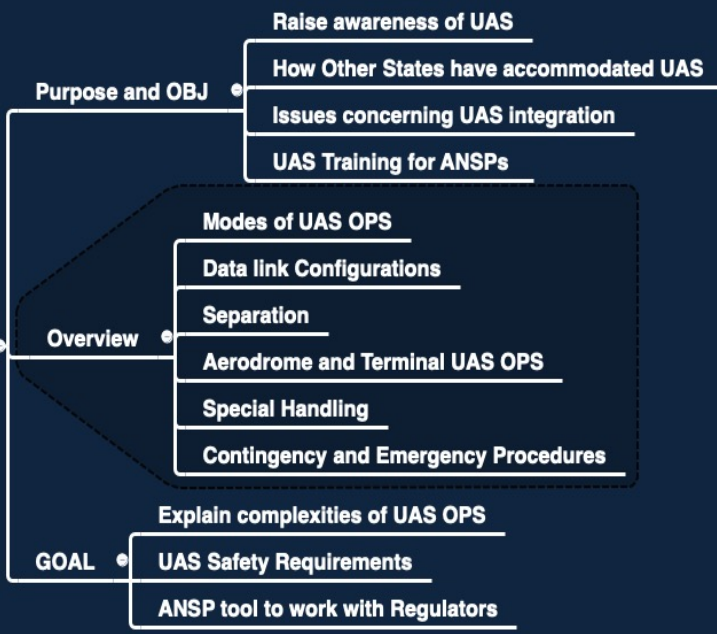 Purpose and OBJ
Raise awareness of UAS
How Other States have accommodated UAS
Issues concerning UAS integration
UAS Training for ANSPs
Overview
Modes of UAS OPS
Data link Configurations
Separation
Aerodrome and Terminal UAS OPS
Special Handling
Contingency and Emergency Procedures
GOAL
Explain complexities of UAS OPS
UAS Safety Requirements
ANSP tool to work with Regulators